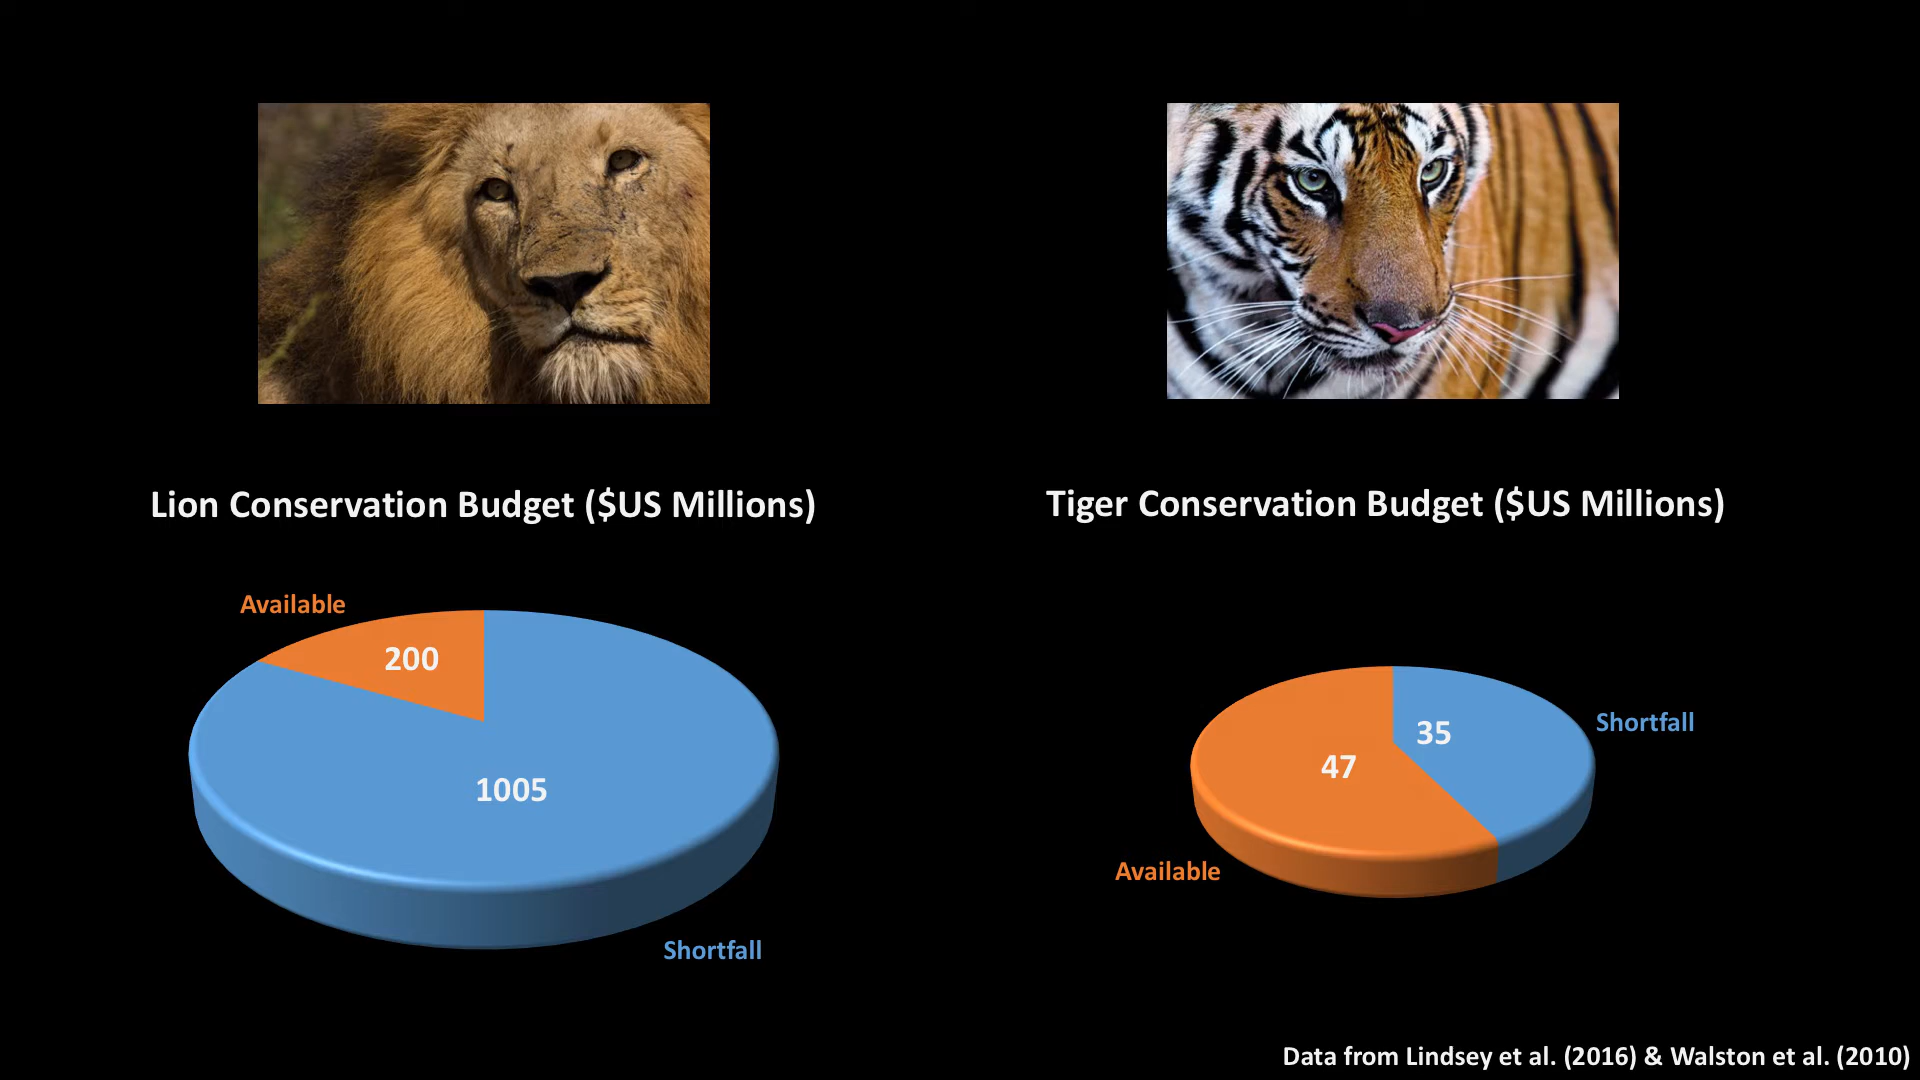 Lion Conservation Budget ($US Millions)
Available
200
1005
Shortfall
Tiger Conservation Budget ($US Millions)
35
Shortfall
47
Available
Data from Lindsey et al. (2016) & Walston et al. (2010)